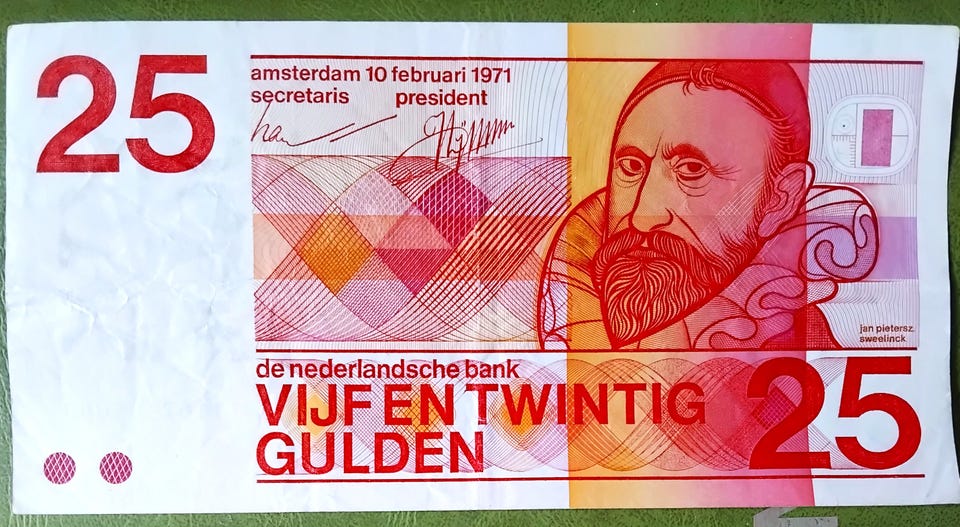 25
amsterdam 10 februari 1971
secretaris president
jan pietersz.
sweelinck
de nederlandsche bank
VIJF EN TWINTIG
GULDEN
25